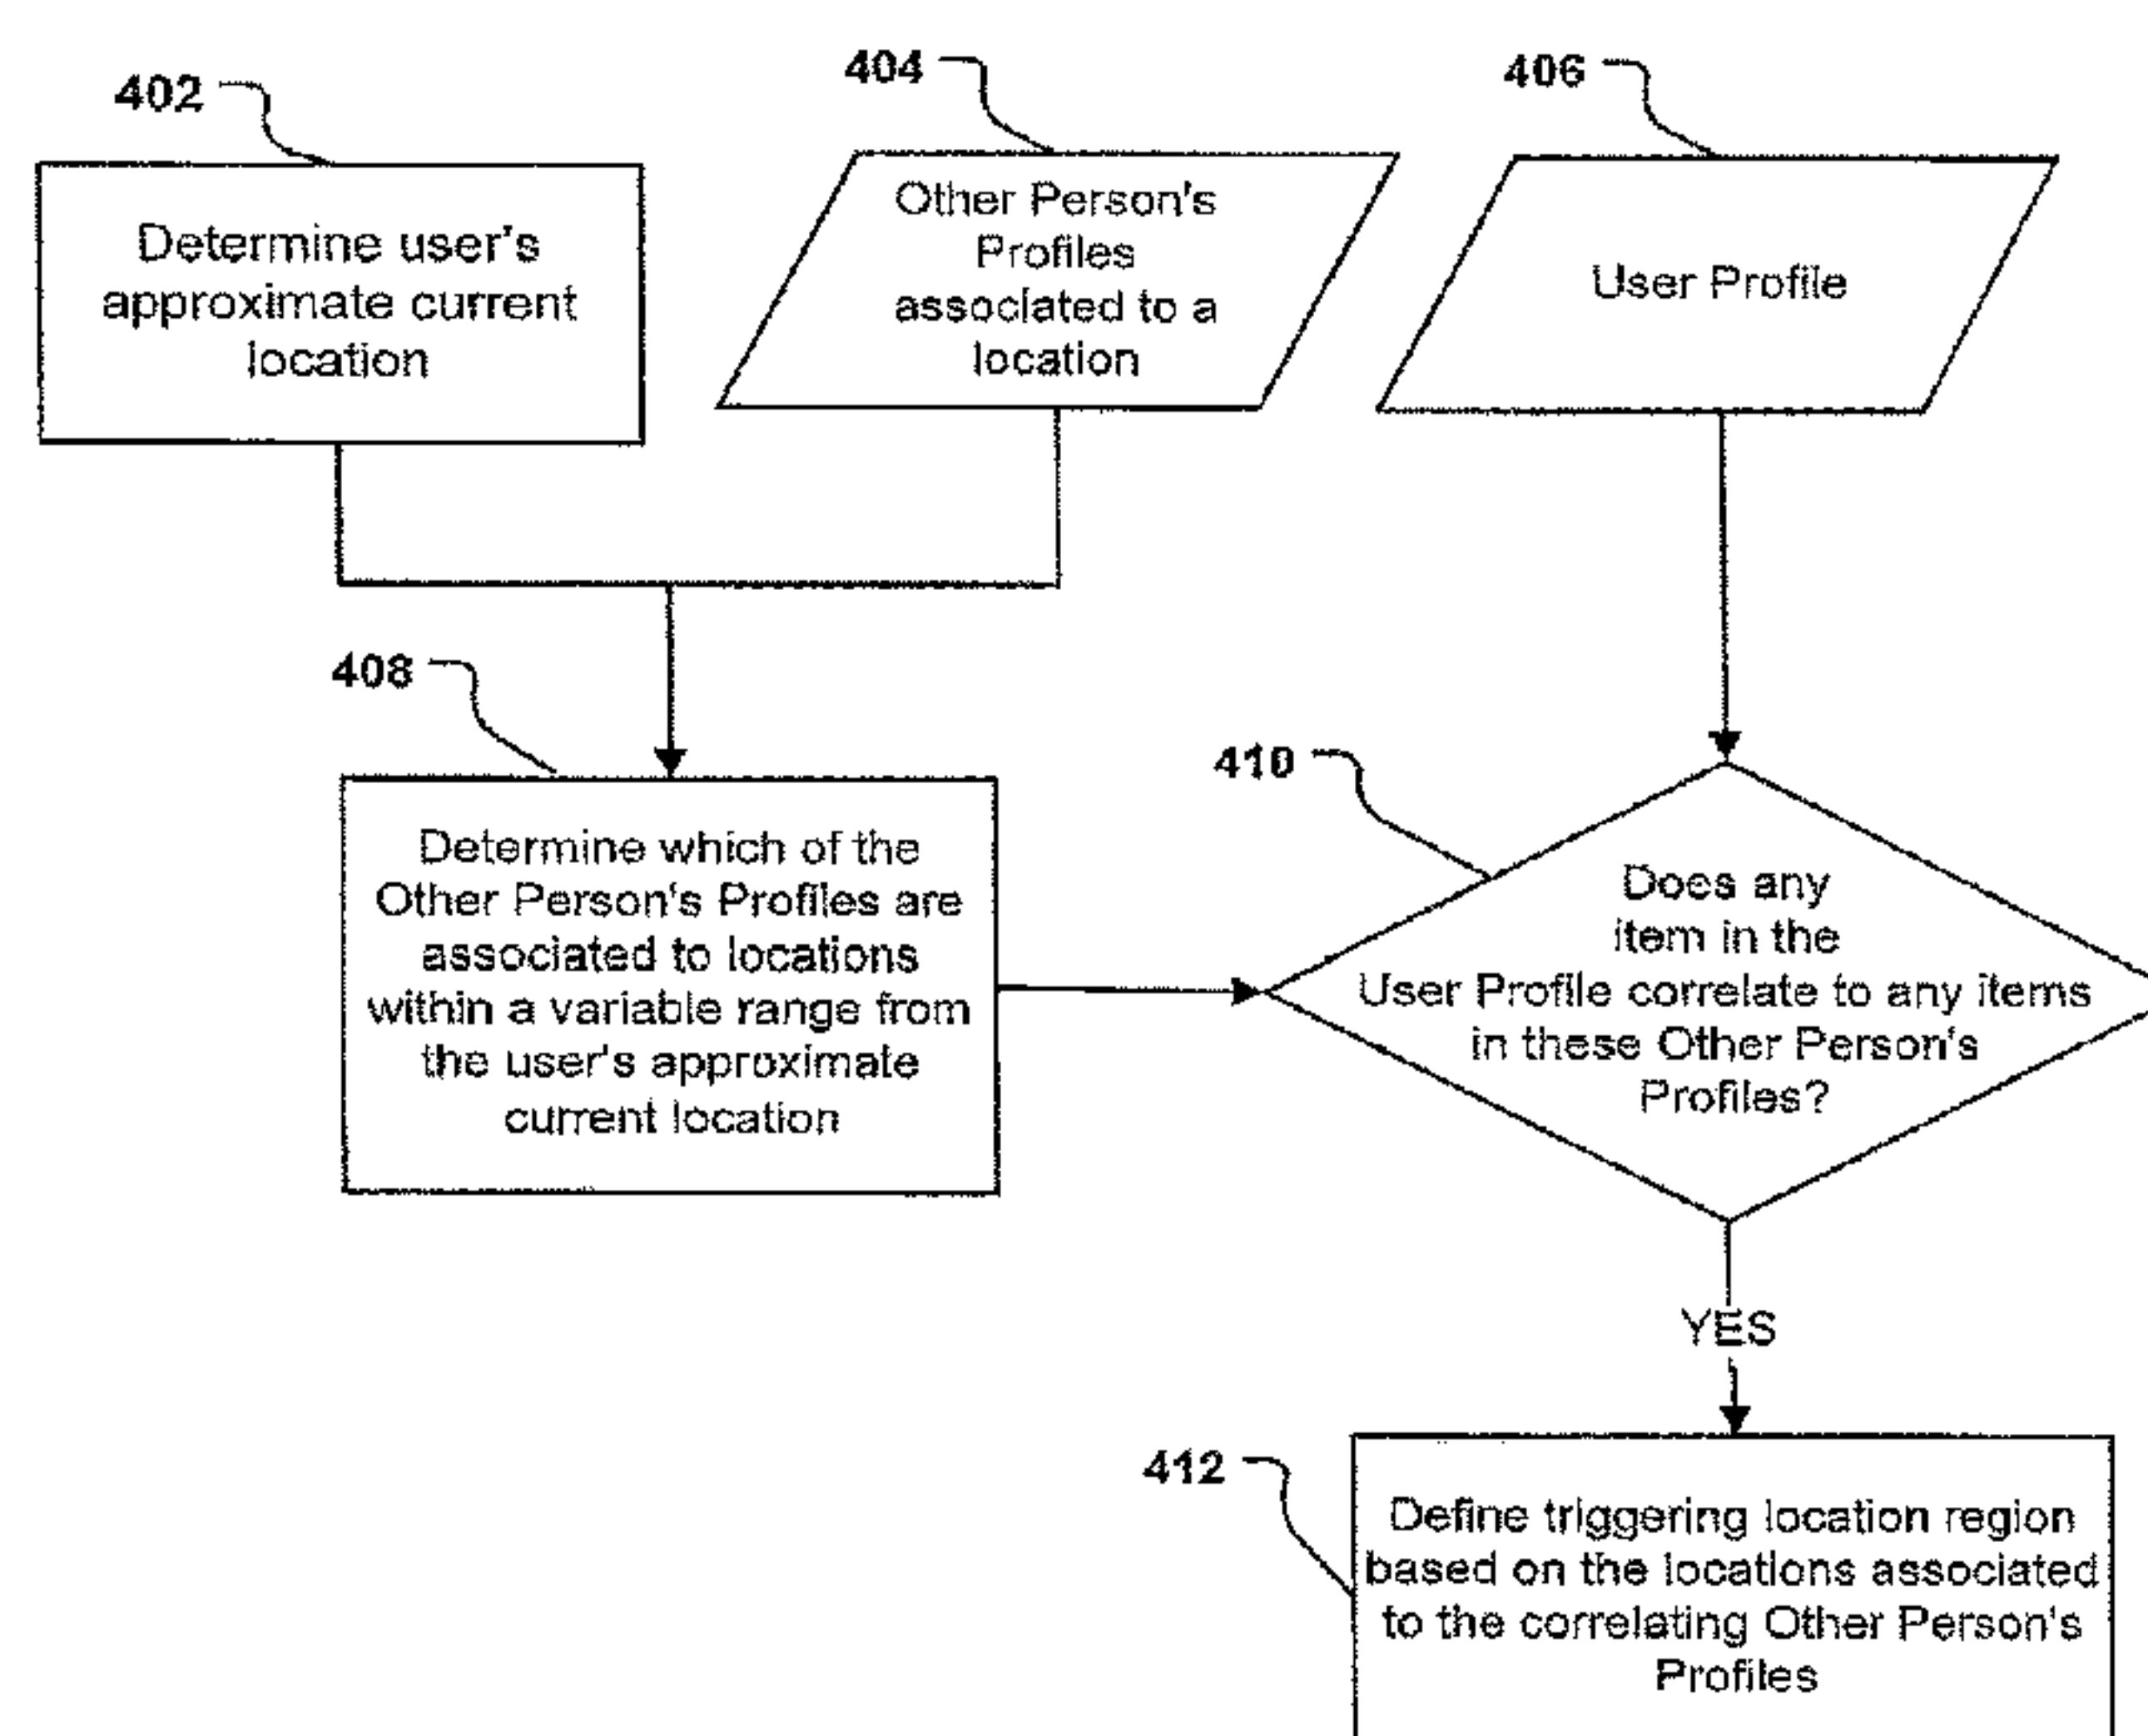 402
Determine user's
approximate current
location
404
Other Person's
Profiles
associated to a
location
406
User Profile
408
Determine which of the
Other Person's Profiles are
associated to locations
within a variable range from
the user's approximate
current location
410
Does any
item in the
User Profile correlate to any items
in these Other Person's
Profiles?
YES
412
Define triggering location region
based on the locations associated
to the correlating Other Person's
Profiles